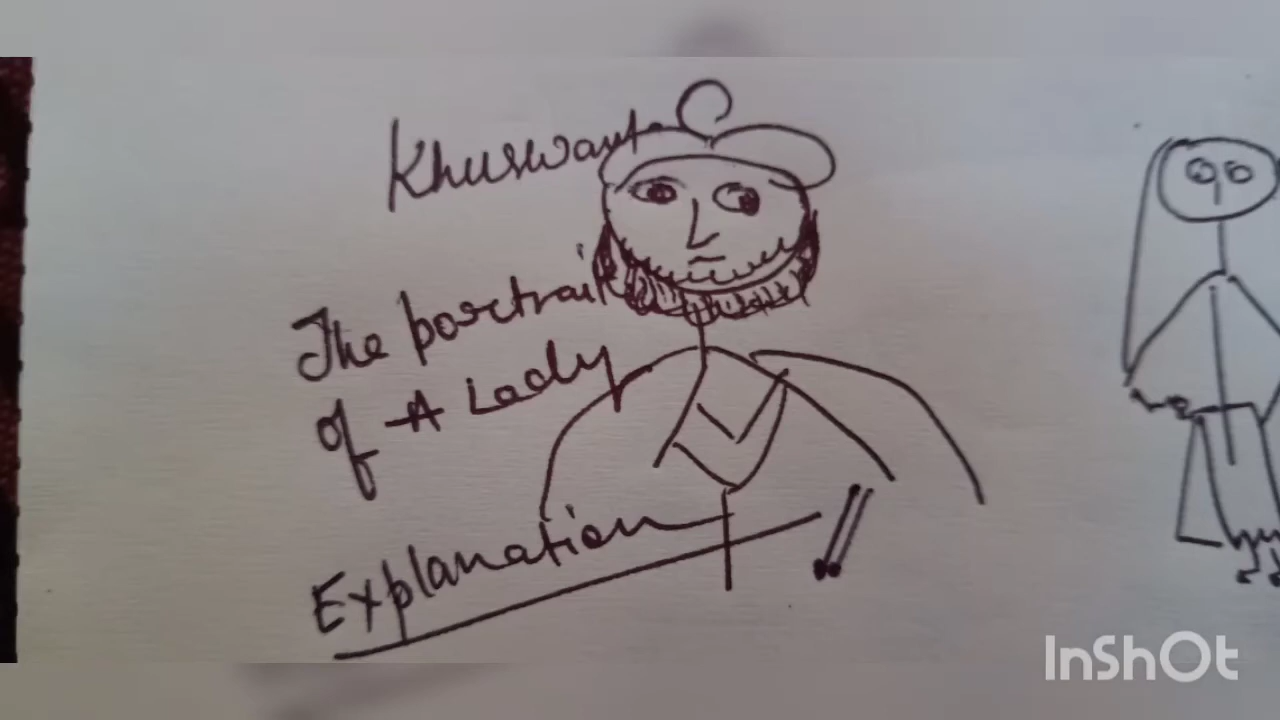 Khuswant
The portrait
of A Lady
Explanation
InShOt